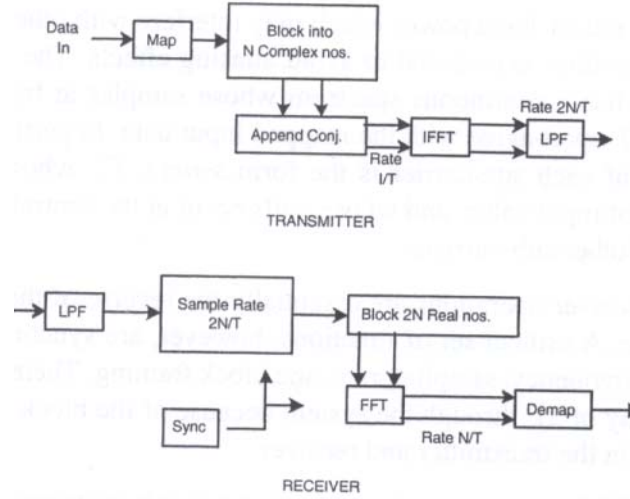 Data
In
Map
Block into
N Complex nos.
Append Conj.
Rate
I/T
IFFT
Rate 2N/T
LPF
TRANSMITTER
LPF
Sample Rate
2N/T
Block 2N Real nos.
Sync
FFT
Rate N/T
Demap
RECEIVER